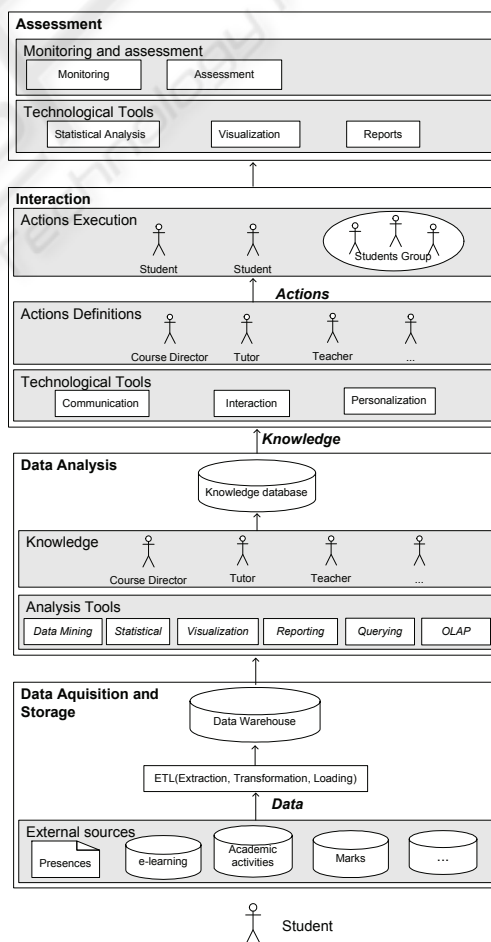 Assessment
Monitoring and assessment
Monitoring Assessment
Technological Tools
Statistical Analysis Visualization Reports
Interaction
Actions Execution
Student Student Students Group
Actions
Actions Definitions
Course Director Tutor Teacher ...
Technological Tools
Communication Interaction Personalization
Knowledge
Data Analysis
Knowledge database
Knowledge
Course Director Tutor Teacher ...
Analysis Tools
Data Mining Statistical Visualization Reporting Querying OLAP
Data Aquisition and
Storage
Data Warehouse
ETL(Extraction, Transformation, Loading)
Data
External sources
Presences e-learning Academic
activities Marks ...
Student